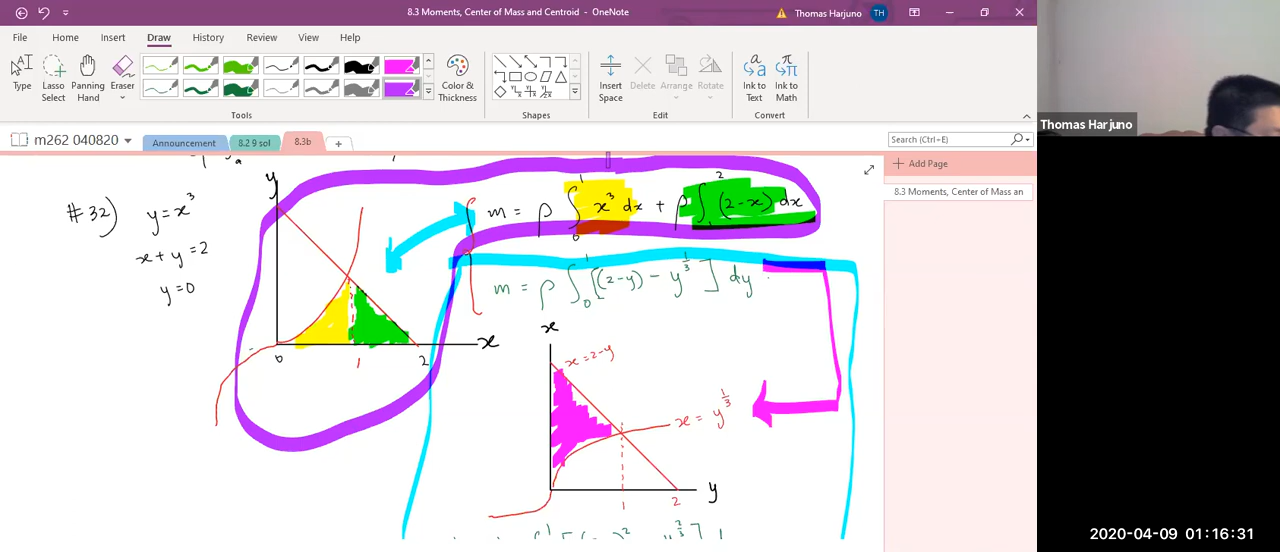 8.3 Moments, Center of Mass and Centroid - OneNote
Thomas Harjuno TH
File Home Insert Draw History Review View Help
Type Lasso Select Panning Hand Eraser Color & Thickness Insert Space Delete Arrange Rotate Ink to Text Ink to Math
Tools Shapes Edit Convert
Thomas Harjuno
m262 040820 Announcement 8.2 9 sol 8.3b +
Search (Ctrl+E)
Add Page
8.3 Moments, Center of Mass an
#32) y = x³
x + y = 2
y = 0
m = ρ ∫₀¹ x³ dx + ρ ∫₁² (2-x) dx
m = ρ ∫₀¹ [(2-y) - y^{1/3}] dy
y
x
0 1 2
x
x = 2-y
x = y^{1/3}
1 2 y
2020-04-09 01:16:31